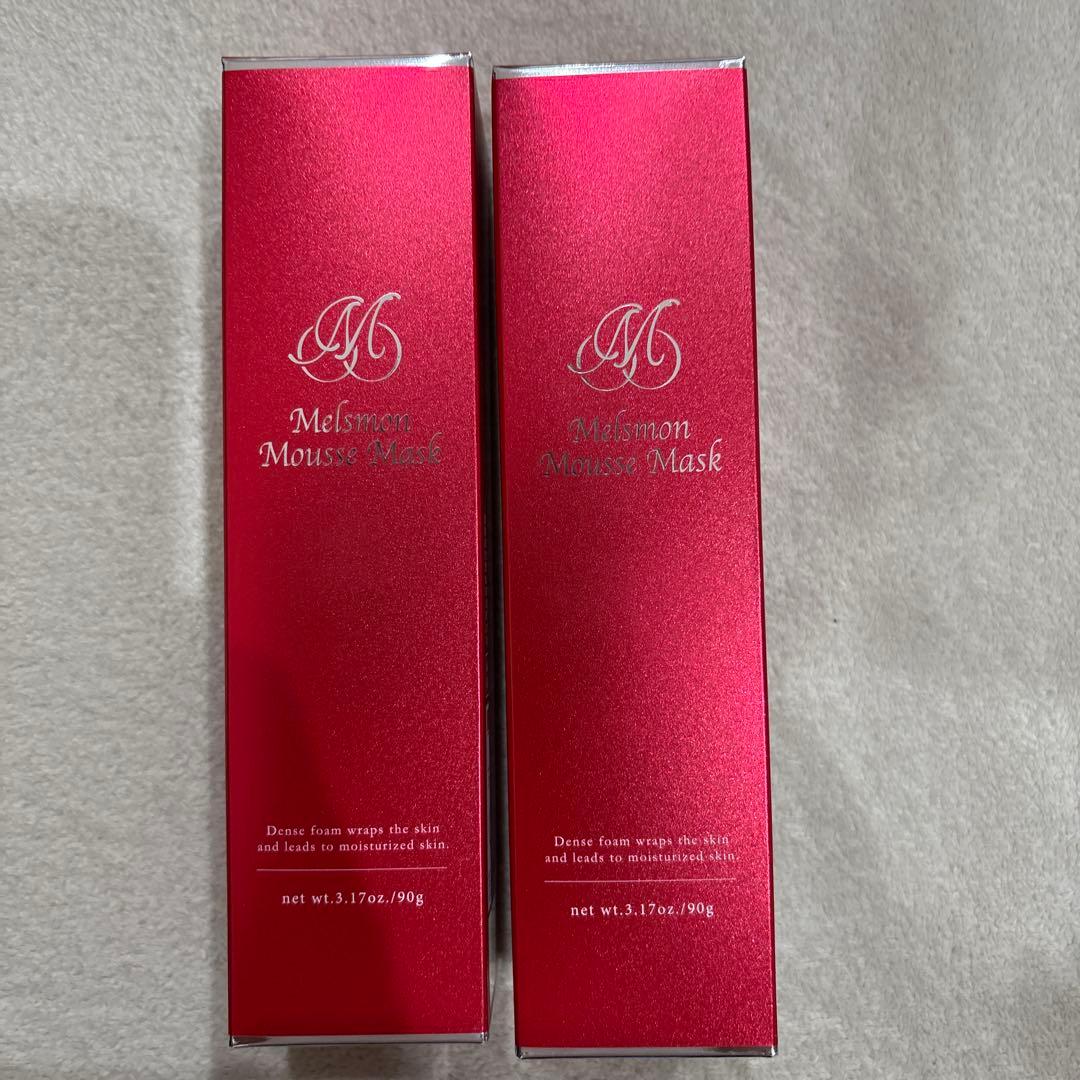 M
Melsmon
Mousse Mask
Dense foam wraps the skin
and leads to moisturized skin.
net wt.3.17oz./90g
M
Melsmon
Mousse Mask
Dense foam wraps the skin
and leads to moisturized skin.
net wt.3.17oz./90g